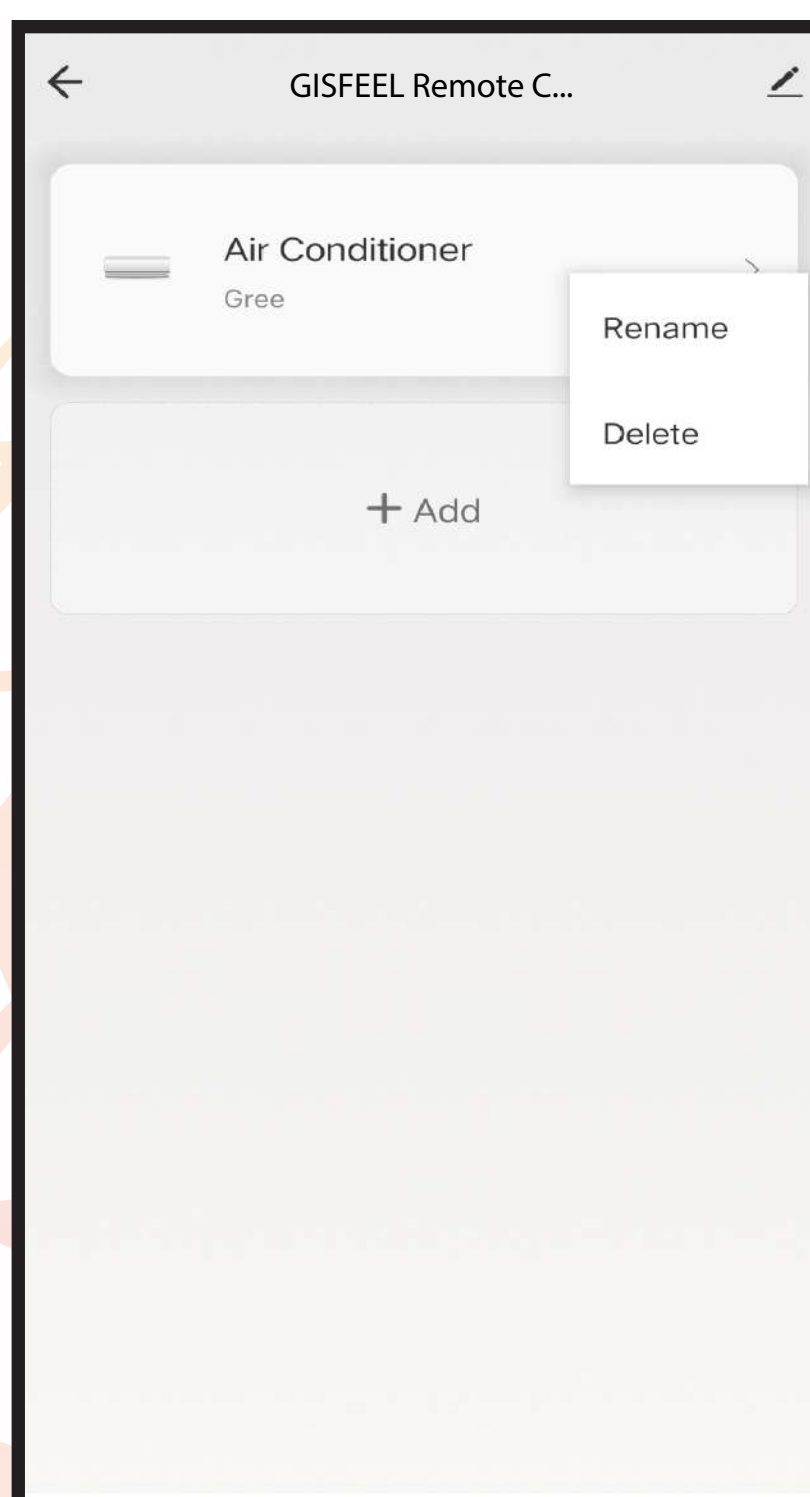 GISFEEL Remote C...
Air Conditioner
Gree
Rename
Delete
+ Add